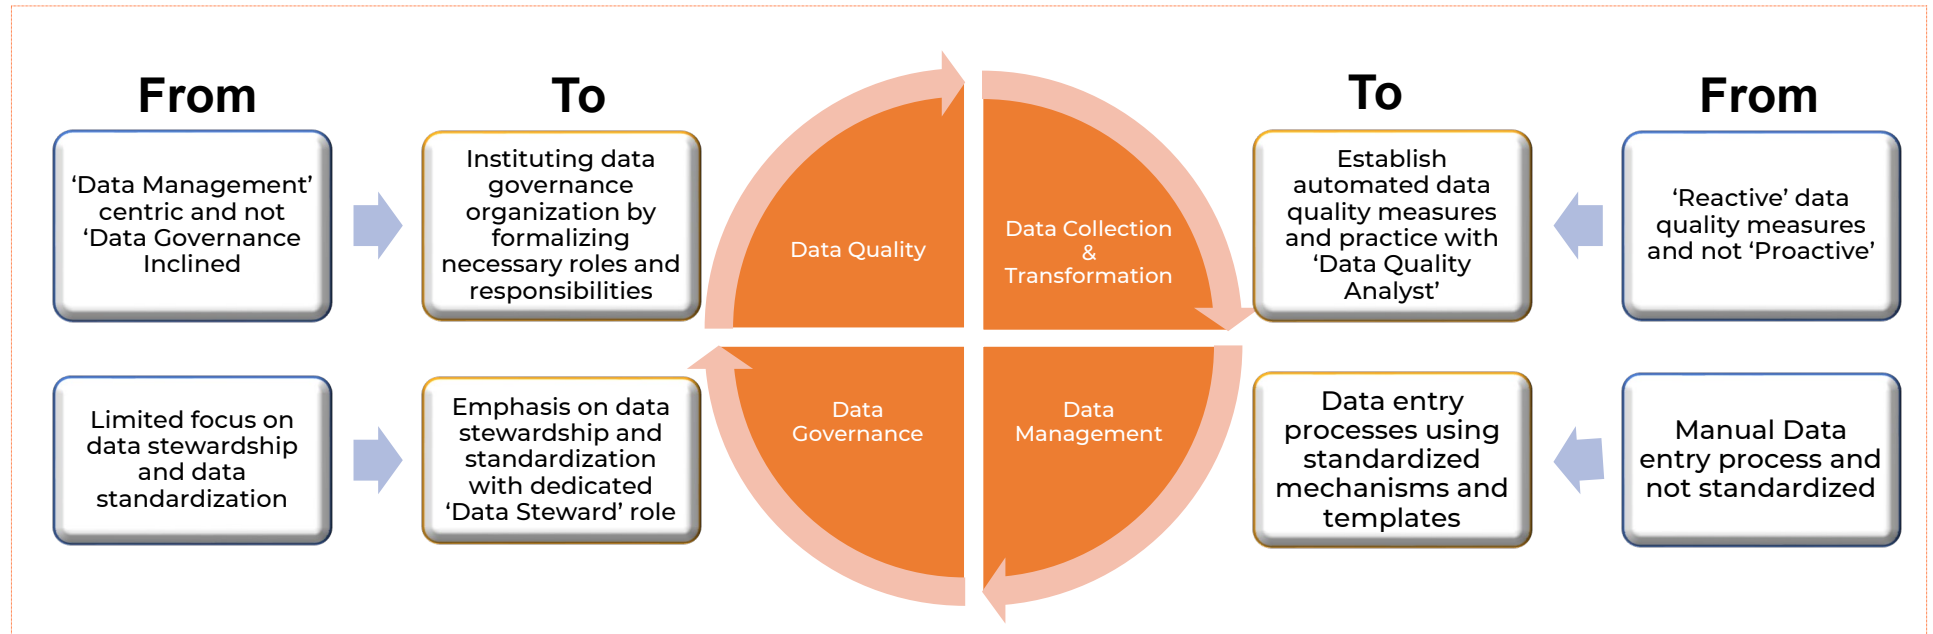 From
‘Data Management’
centric and not
‘Data Governance
Inclined
To
Instituting data
governance
organization by
formalizing
necessary roles and
responsibilities
Limited focus on
data stewardship
and data
standardization
Emphasis on data
stewardship and
standardization
with dedicated
‘Data Steward’ role
Data Quality
Data Collection
&
Transformation
Data
Governance
Data
Management
To
Establish
automated data
quality measures
and practice with
‘Data Quality
Analyst’
From
‘Reactive’ data
quality measures
and not ‘Proactive’
Data entry
processes using
standardized
mechanisms and
templates
Manual Data
entry process and
not standardized